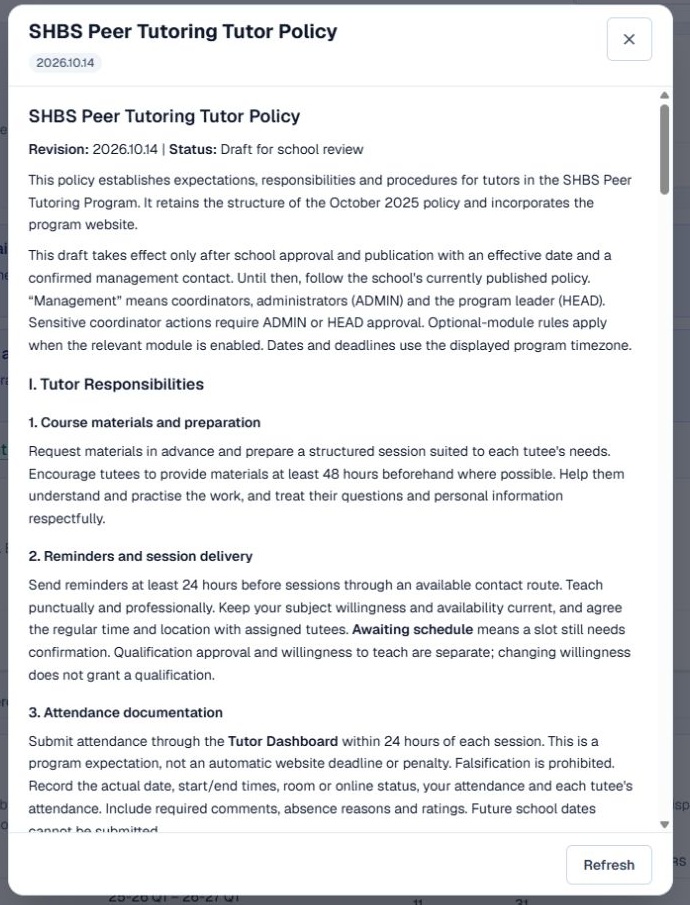 SHBS Peer Tutoring Tutor Policy
2026.10.14
SHBS Peer Tutoring Tutor Policy
Revision: 2026.10.14 | Status: Draft for school review
This policy establishes expectations, responsibilities and procedures for tutors in the SHBS Peer
Tutoring Program. It retains the structure of the October 2025 policy and incorporates the
program website.
This draft takes effect only after school approval and publication with an effective date and a
confirmed management contact. Until then, follow the school's currently published policy.
“Management” means coordinators, administrators (ADMIN) and the program leader (HEAD).
Sensitive coordinator actions require ADMIN or HEAD approval. Optional-module rules apply
when the relevant module is enabled. Dates and deadlines use the displayed program timezone.
I. Tutor Responsibilities
1. Course materials and preparation
Request materials in advance and prepare a structured session suited to each tutee's needs.
Encourage tutees to provide materials at least 48 hours beforehand where possible. Help them
understand and practise the work, and treat their questions and personal information
respectfully.
2. Reminders and session delivery
Send reminders at least 24 hours before sessions through an available contact route. Teach
punctually and professionally. Keep your subject willingness and availability current, and agree
the regular time and location with assigned tutees. Awaiting schedule means a slot still needs
confirmation. Qualification approval and willingness to teach are separate; changing willingness
does not grant a qualification.
3. Attendance documentation
Submit attendance through the Tutor Dashboard within 24 hours of each session. This is a
program expectation, not an automatic website deadline or penalty. Falsification is prohibited.
Record the actual date, start/end times, room or online status, your attendance and each tutee's
attendance. Include required comments, absence reasons and ratings. Future school dates
cannot be submitted
Refresh
25-26 Q1 – 26-27 Q1